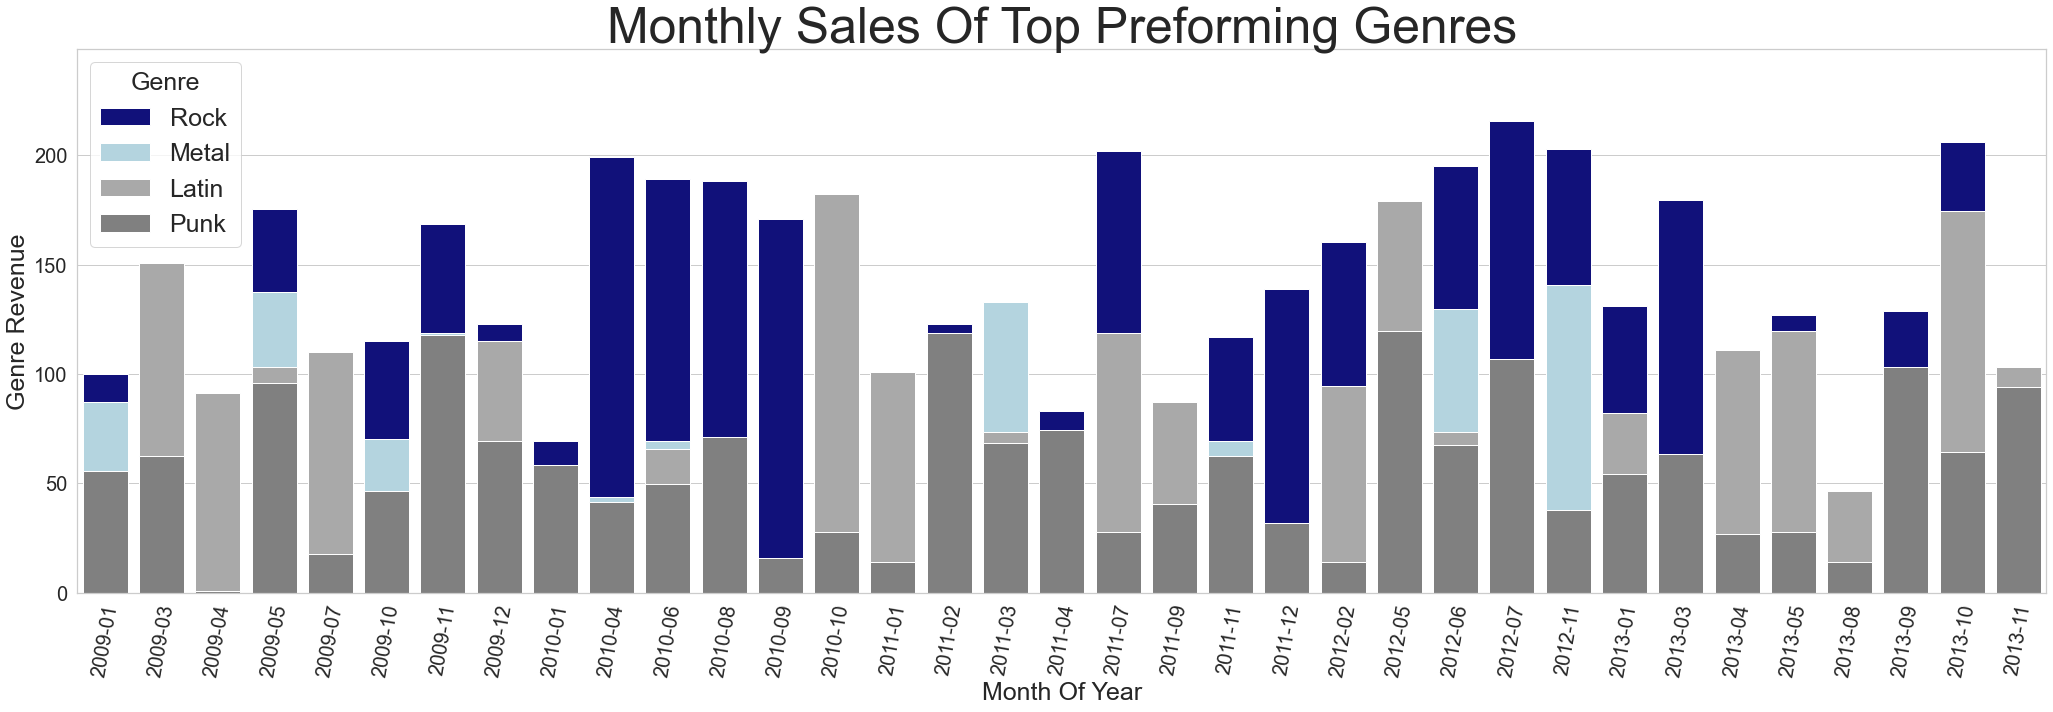 Monthly Sales Of Top Preforming Genres
Genre
Rock
Metal
Latin
Punk
Genre Revenue
200
150
100
50
0
2009-01 2009-03 2009-04 2009-05 2009-07 2009-10 2009-11 2009-12 2010-01 2010-04 2010-06 2010-08 2010-09 2010-10 2011-01 2011-02 2011-03 2011-04 2011-07 2011-09 2011-11 2011-12 2012-02 2012-05 2012-06 2012-07 2012-11 2013-01 2013-03 2013-04 2013-05 2013-08 2013-09 2013-10 2013-11
Month Of Year